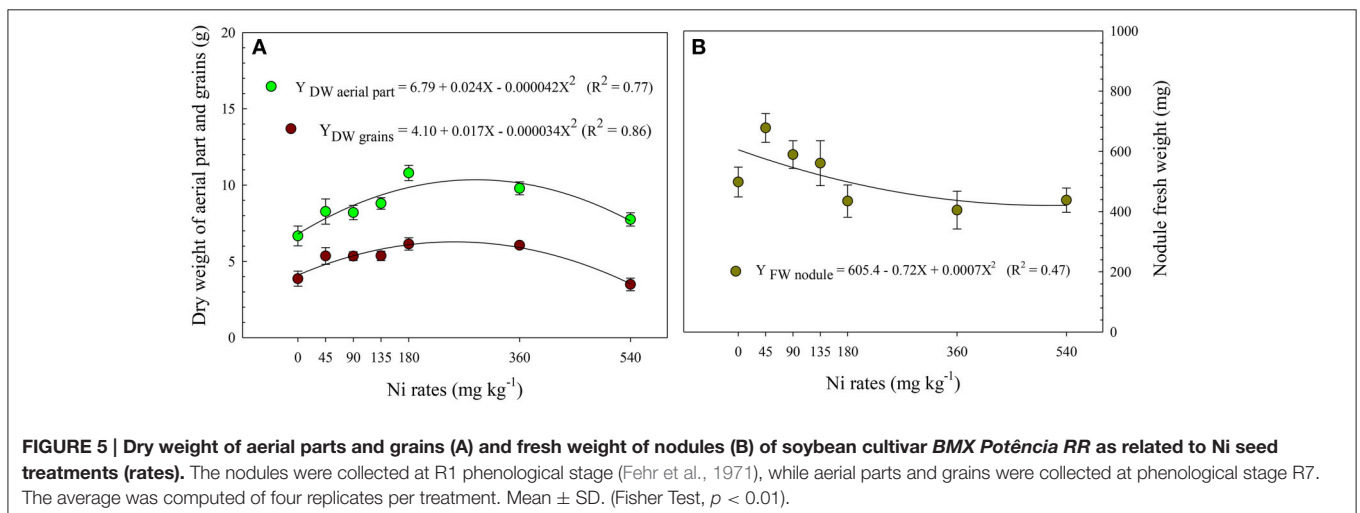 A
Y DW aerial part = 6.79 + 0.024X - 0.000042X² (R² = 0.77)
Y DW grains = 4.10 + 0.017X - 0.000034X² (R² = 0.86)
Dry weight of aerial part and grains (g)
20
15
10
5
0
0 45 90 135 180 360 540
Ni rates (mg kg⁻¹)
B
Y FW nodule = 605.4 - 0.72X + 0.0007X² (R² = 0.47)
1000
800
600
400
200
0
Nodule fresh weight (mg)
0 45 90 135 180 360 540
Ni rates (mg kg⁻¹)
FIGURE 5 | Dry weight of aerial parts and grains (A) and fresh weight of nodules (B) of soybean cultivar BMX Potência RR as related to Ni seed
treatments (rates). The nodules were collected at R1 phenological stage (Fehr et al., 1971), while aerial parts and grains were collected at phenological stage R7.
The average was computed of four replicates per treatment. Mean ± SD. (Fisher Test, p < 0.01).